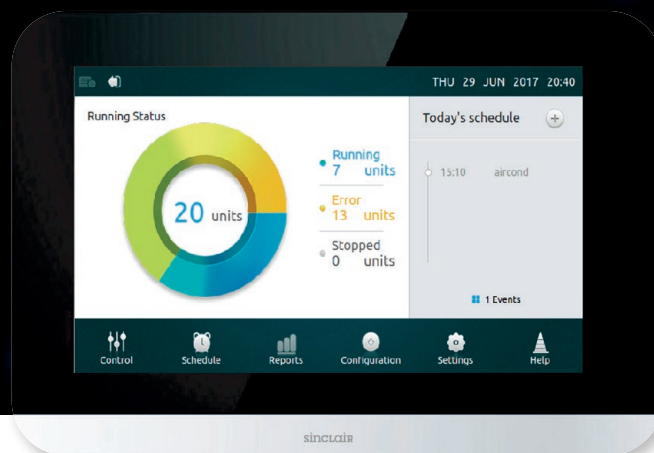 THU 29 JUN 2017 20:40
Running Status
20 units
Running
7 units
Error
13 units
Stopped
0 units
Today's schedule
15:10 aircond
1 Events
Control Schedule Reports Configuration Settings Help
sinclair